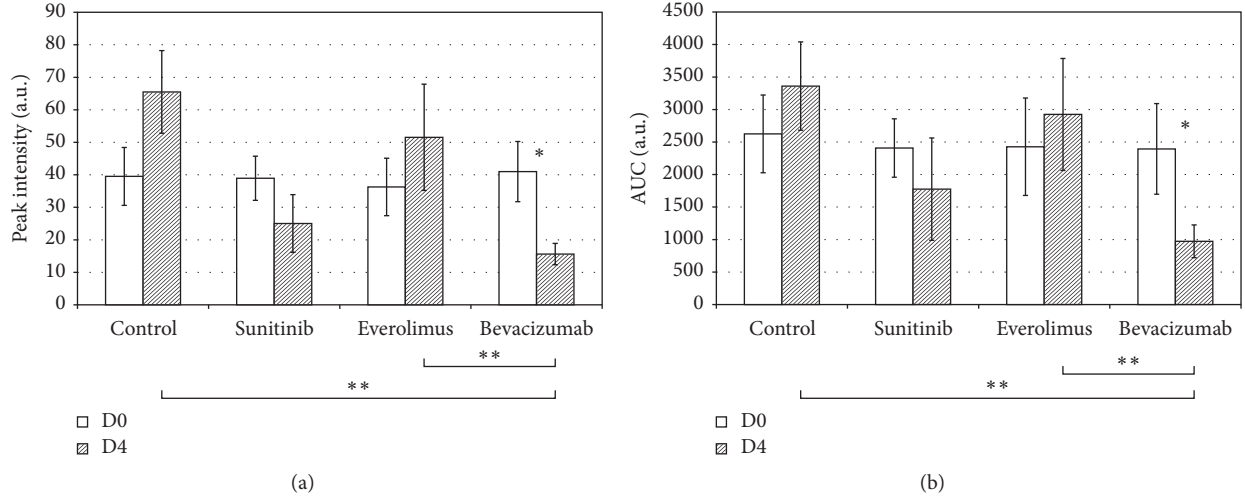 Peak intensity (a.u.)
90
80
70
60
50
40
30
20
10
0
*
Control Sunitinib Everolimus Bevacizumab
**
**
D0
D4
(a)
AUC (a.u.)
4500
4000
3500
3000
2500
2000
1500
1000
500
0
*
Control Sunitinib Everolimus Bevacizumab
**
**
D0
D4
(b)